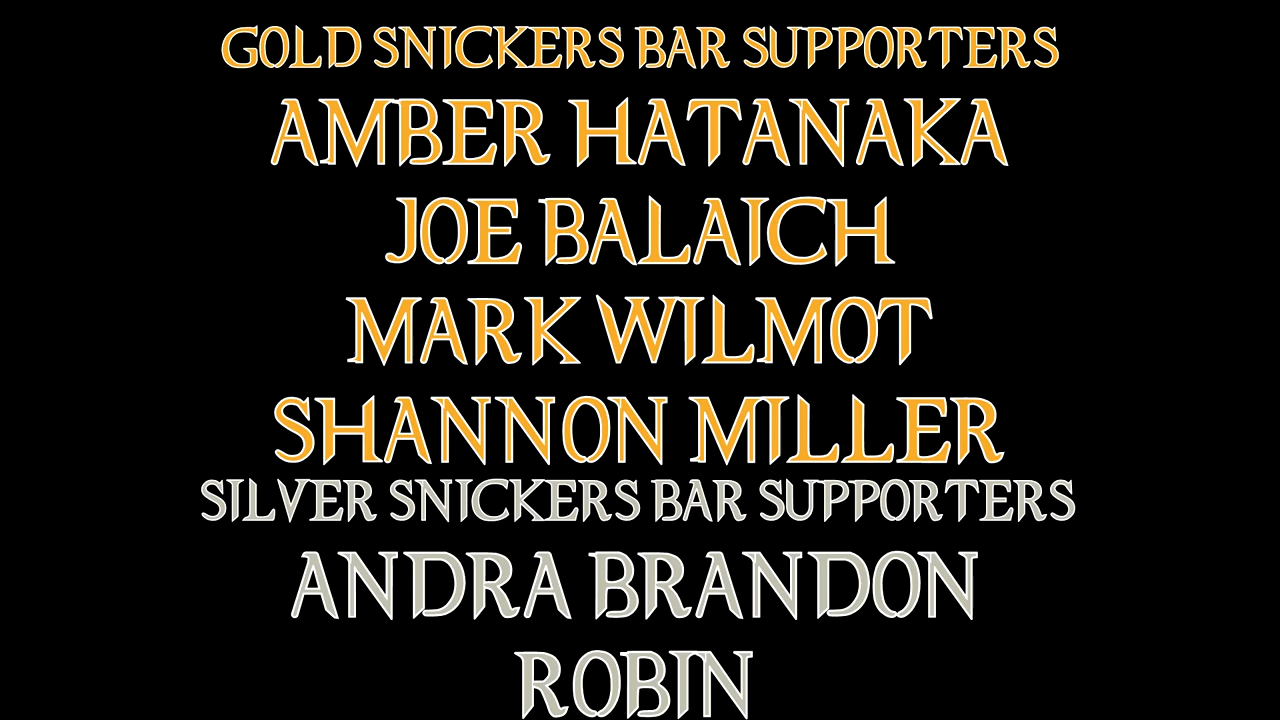 GOLD SNICKERS BAR SUPPORTERS
AMBER HATANAKA
JOE BALAICH
MARK WILMOT
SHANNON MILLER
SILVER SNICKERS BAR SUPPORTERS
ANDRA BRANDON
ROBIN